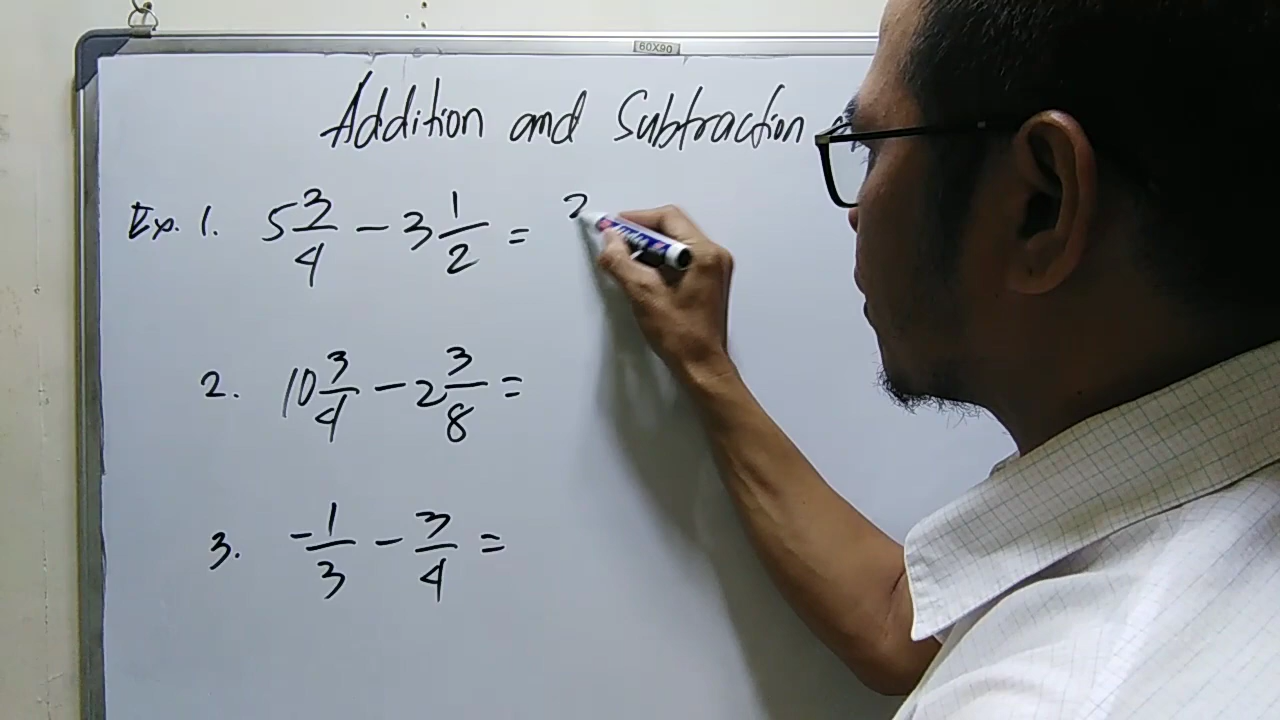 60X90
Addition and Subtraction
Ex. 1. 5 3/4 - 3 1/2 = 2
2. 10 3/4 - 2 3/8 =
3. -1/3 - 3/4 =